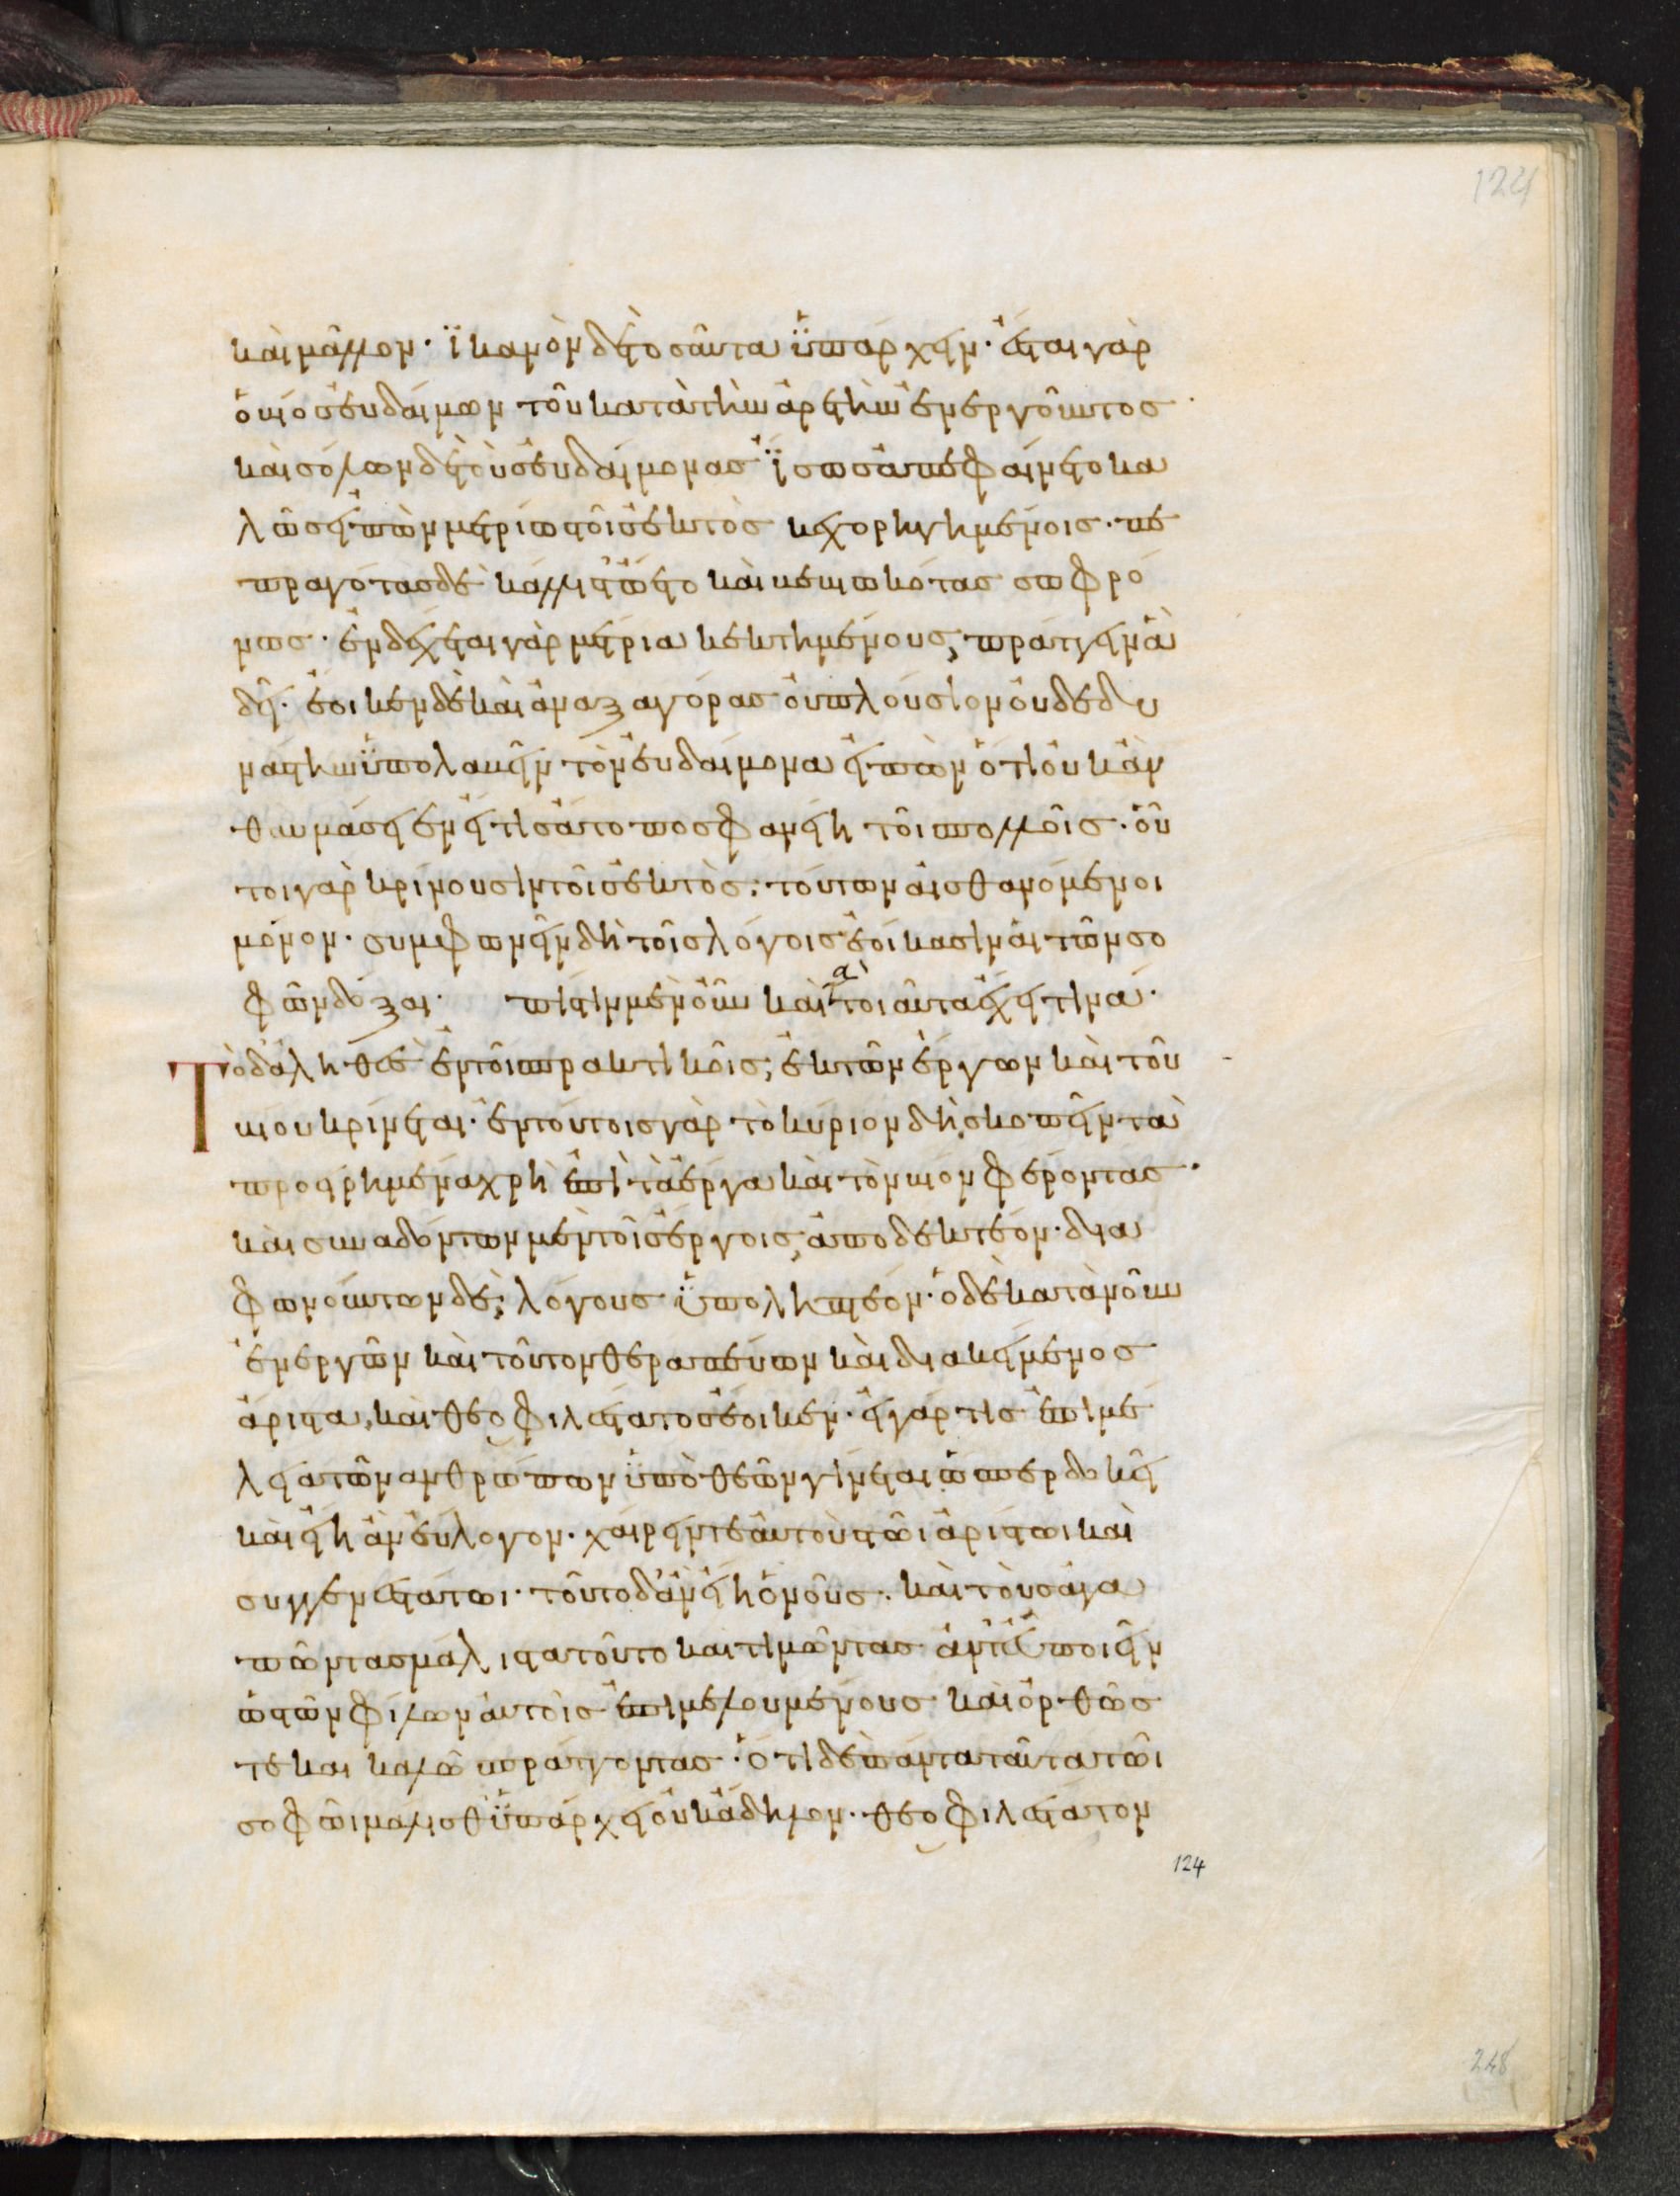 124
καὶ μᾶλλον· ἱκανὸν δὲ τοσαῦτα ὑπάρχειν· ἔσται γὰρ
ὁ βίος εὐδαίμων τοῦ κατὰ τὴν ἀρετὴν ἐνεργοῦντος·
καὶ σόλων δὲ τοὺς εὐδαίμονας ἴσως ἀπεφαίνετο κα
λῶς εἰπὼν μετρίως τοῖς ἐκτὸς κεχορηγημένοις· πε
πραγότας δὲ κάλλιστα ὡς ᾤετο καὶ βεβιωκότας σωφρό
νως· ἐνδέχεται γὰρ μέτρια κεκτημένους, πράττειν ἃ
δεῖ· ἔοικεν δὲ καὶ ἀναξαγόρας οὐ πλούσιον οὐδὲ δυ
νάστην ὑπολαβεῖν τὸν εὐδαίμονα εἰπὼν ὅτι οὐκ ἂν
θαυμάσειεν εἴ τις ἄτοπος φανείη τοῖς πολλοῖς· οὗ
τοι γὰρ κρίνουσιν τοῖς ἐκτὸς· τούτων αἰσθανόμενοι
μόνον· συμφωνεῖν δὴ τοῖς λόγοις ἐοίκασιν αἱ τῶν σο
φῶν δόξαι· πίστιν μὲν οὖν καὶ τὰ τοιαῦτα ἔχει τινα·
Τὸ δ' ἀληθὲς ἐν τοῖς πρακτικοῖς, ἐκ τῶν ἔργων καὶ τοῦ
βίου κρίνεται· ἐν τούτοις γὰρ τὸ κύριον δὴ, σκοπεῖν τὰ
προειρημένα χρὴ ἐπὶ τὰ ἔργα καὶ τὸν βίον φέροντας·
καὶ συναδόντων μὲν τοῖς ἔργοις, ἀποδεκτέον· δια
φωνούντων δὲ, λόγους ὑποληπτέον· ὁ δὲ κατὰ νοῦν
ἐνεργῶν καὶ τοῦτον θεραπεύων καὶ διακείμενος
ἄριστα, καὶ θεοφιλέστατος ἔοικεν· εἰ γάρ τις ἐπιμέ
λεια τῶν ανθρώπων ὑπὸ θεῶν γίνεται ὥσπερ δοκεῖ
καὶ εἴη ἂν εὔλογον· χαίρειν τε αὐτοὺς τῶι ἀρίστωι καὶ
συγγενεστάτωι· τοῦτο δ' ἂν εἴη ὁ νοῦς· καὶ τοὺς ἀγα
πῶντας μάλιστα τοῦτο καὶ τιμῶντας ἀντευποιεῖν
ὡς τῶν φίλων αὐτοῖς ἐπιμελουμένους καὶ ὀρθῶς
τε και καλῶς πράττοντας· ὅτι δὲ πάντα ταῦτα τῶι
σοφῶι μάλισθ' ὑπάρχει οὐκ ἄδηλον· θεοφιλέστατον
124
248